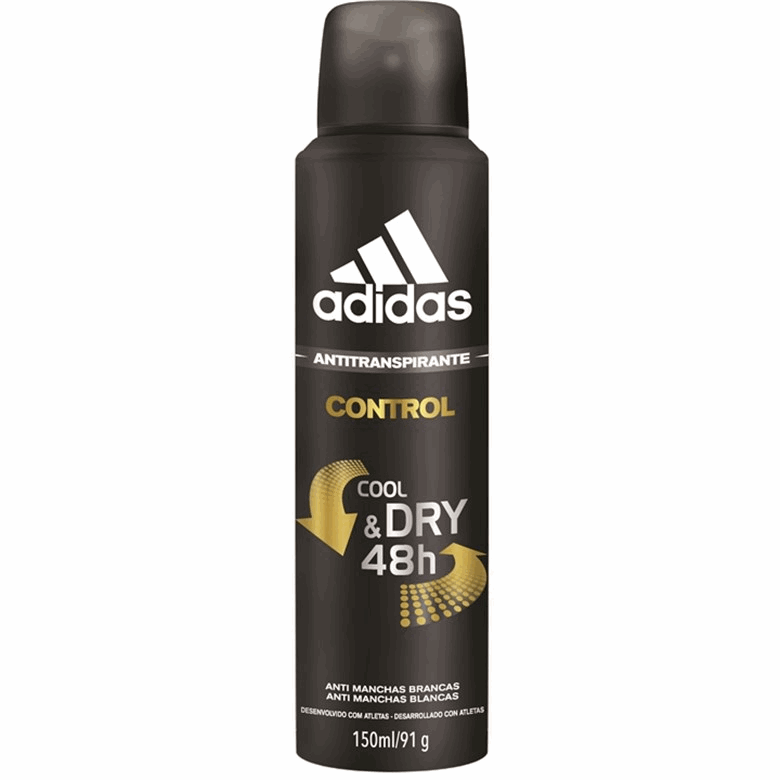 adidas
ANTITRANSPIRANTE
CONTROL
COOL
& DRY
48h
ANTI MANCHAS BRANCAS
ANTI MANCHAS BLANCAS
DESENVOLVIDO COM ATLETAS - DESARROLLADO CON ATLETAS
150ml/91 g